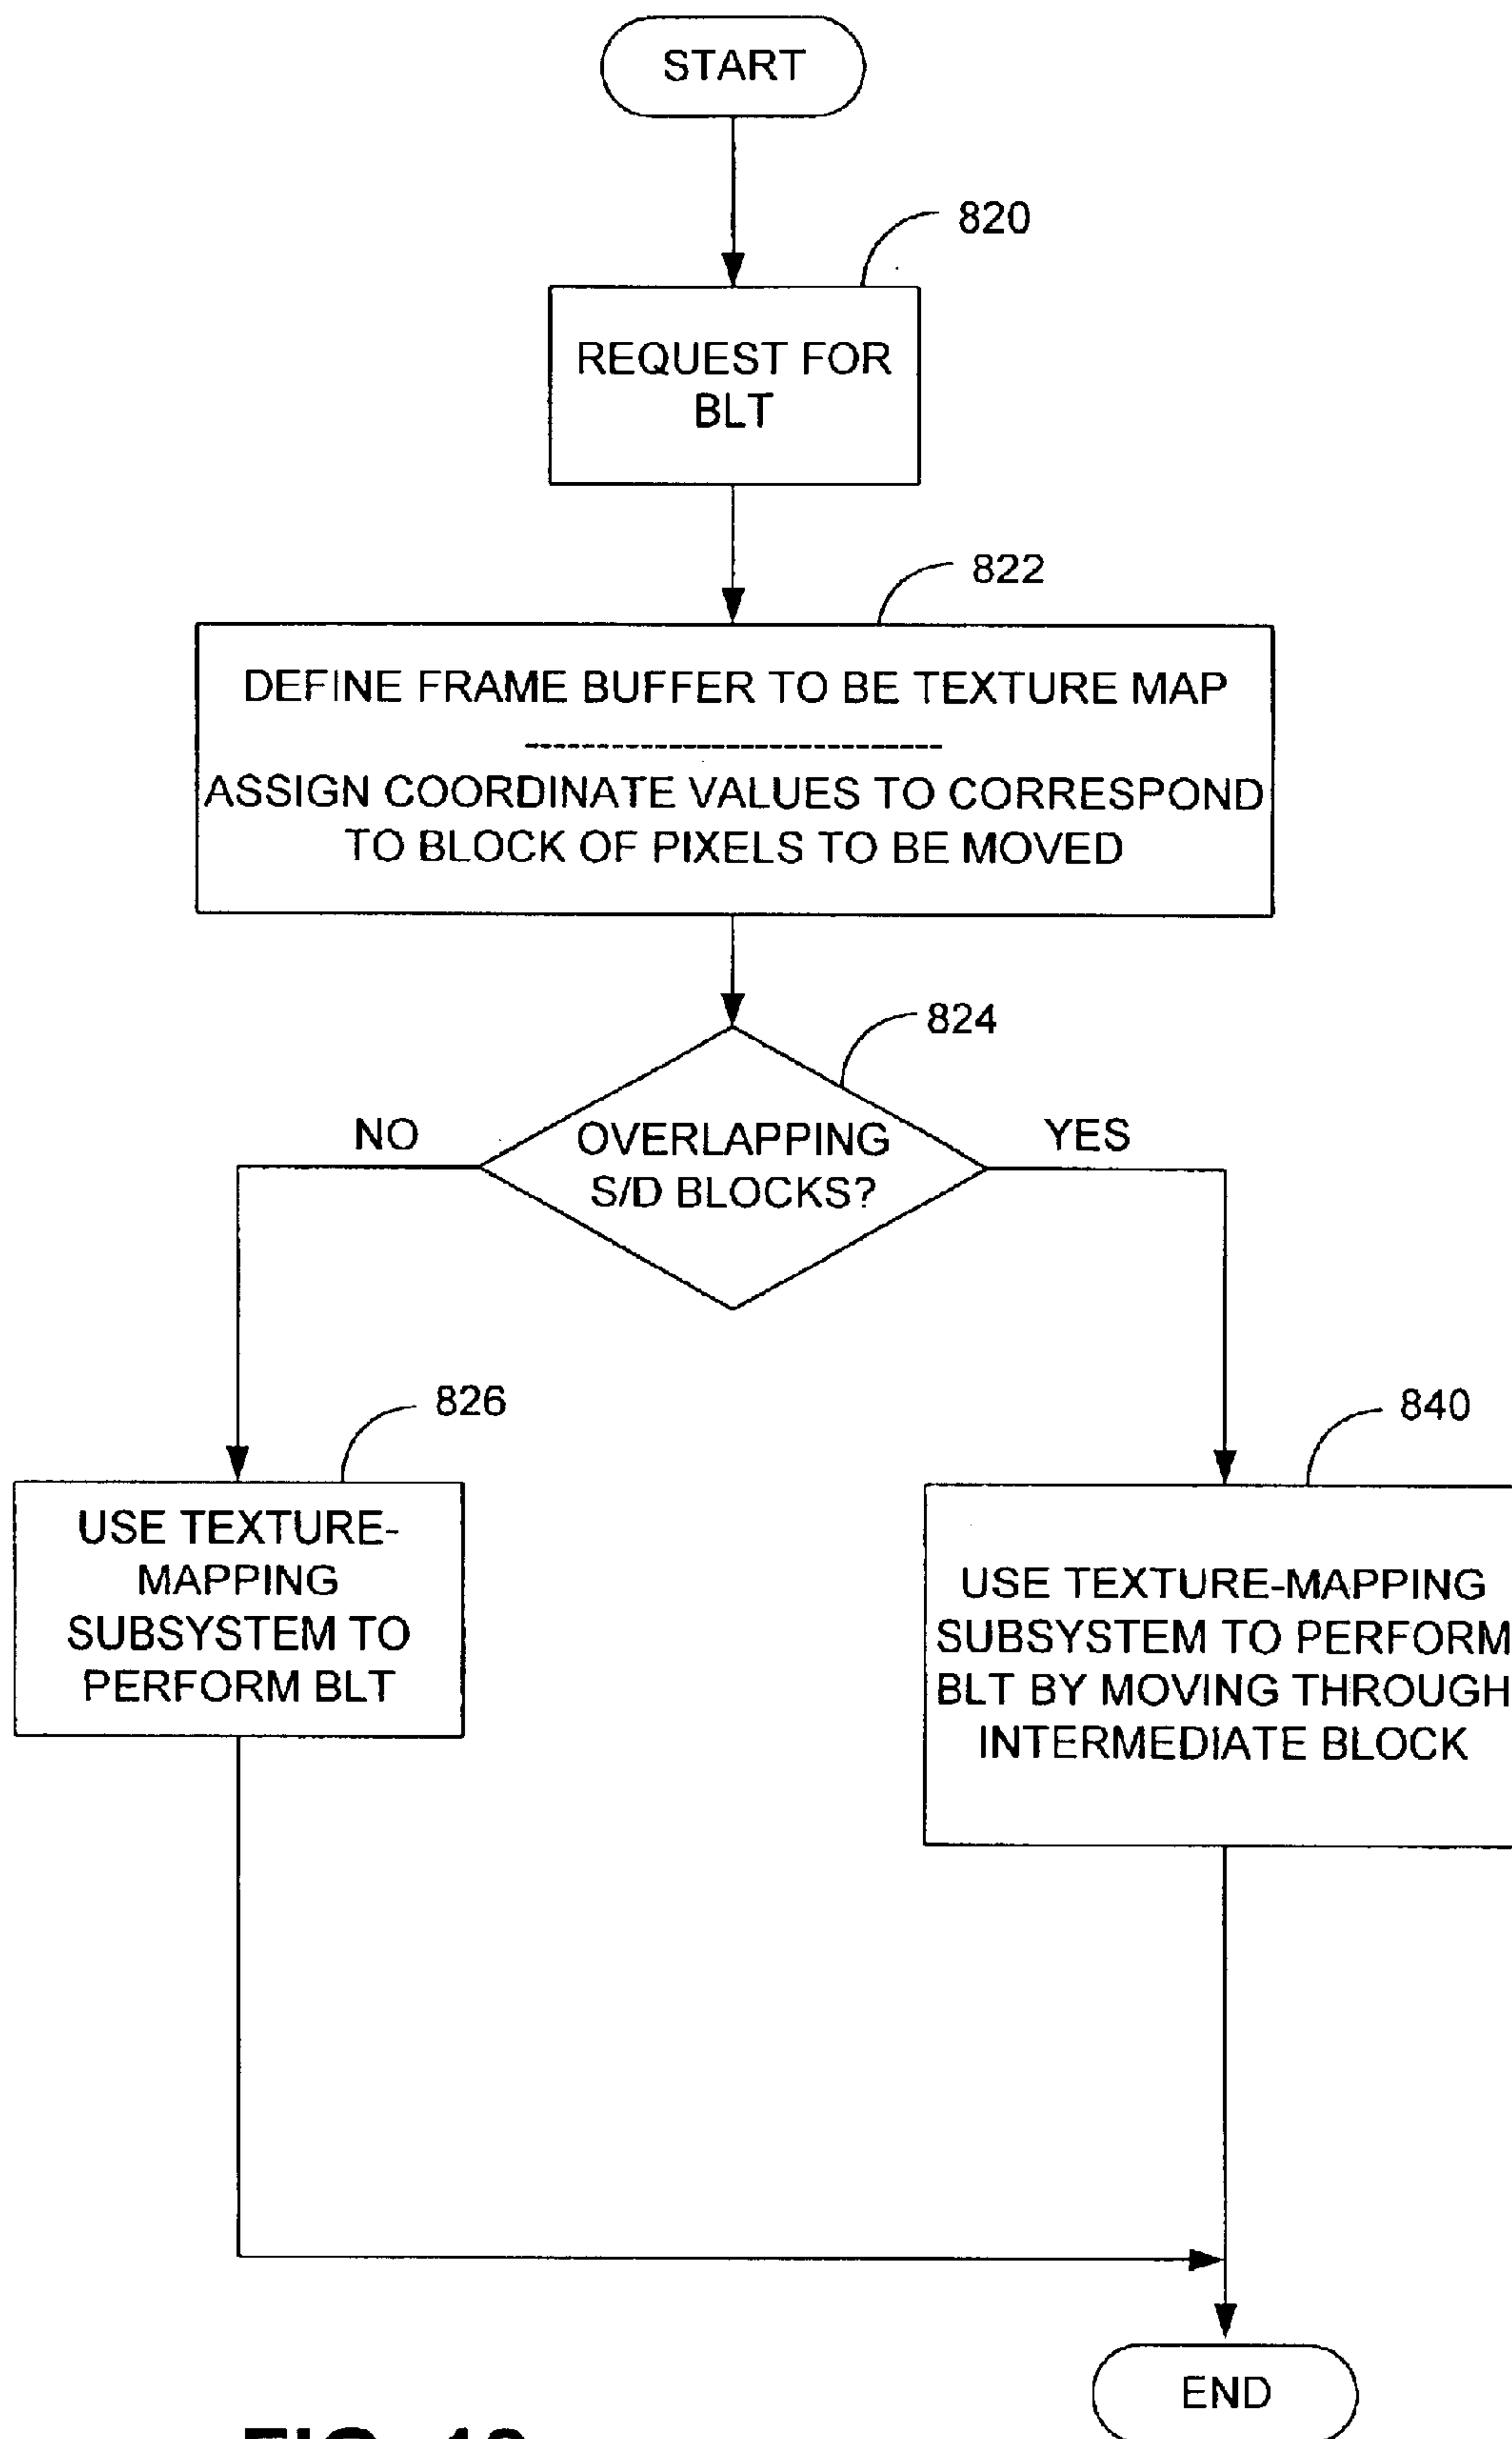 START
820
REQUEST FOR
BLT
822
DEFINE FRAME BUFFER TO BE TEXTURE MAP
ASSIGN COORDINATE VALUES TO CORRESPOND
TO BLOCK OF PIXELS TO BE MOVED
824
NO
OVERLAPPING
S/D BLOCKS?
YES
826
USE TEXTURE-
MAPPING
SUBSYSTEM TO
PERFORM BLT
840
USE TEXTURE-MAPPING
SUBSYSTEM TO PERFORM
BLT BY MOVING THROUGH
INTERMEDIATE BLOCK
END